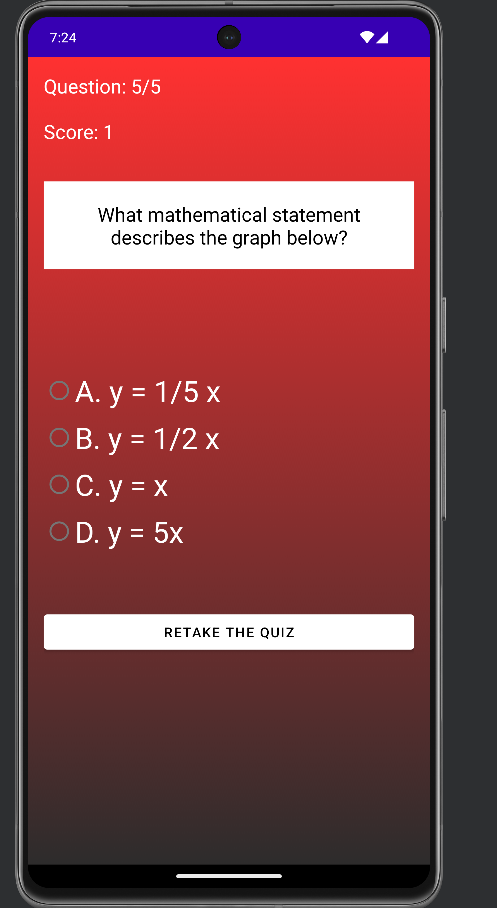 7:24
Question: 5/5
Score: 1
What mathematical statement
describes the graph below?
A. y = 1/5 x
B. y = 1/2 x
C. y = x
D. y = 5x
RETAKE THE QUIZ